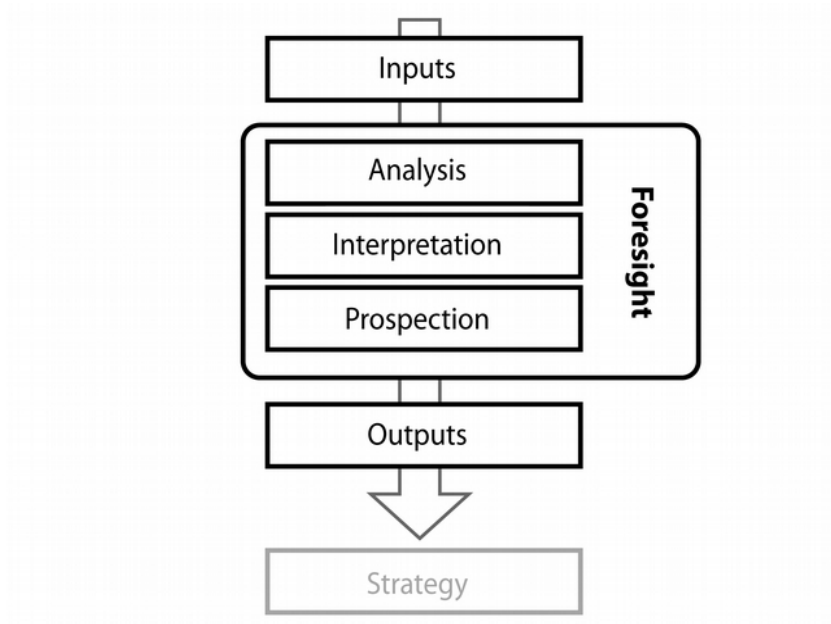 Inputs
Analysis
Interpretation
Prospection
Foresight
Outputs
Strategy